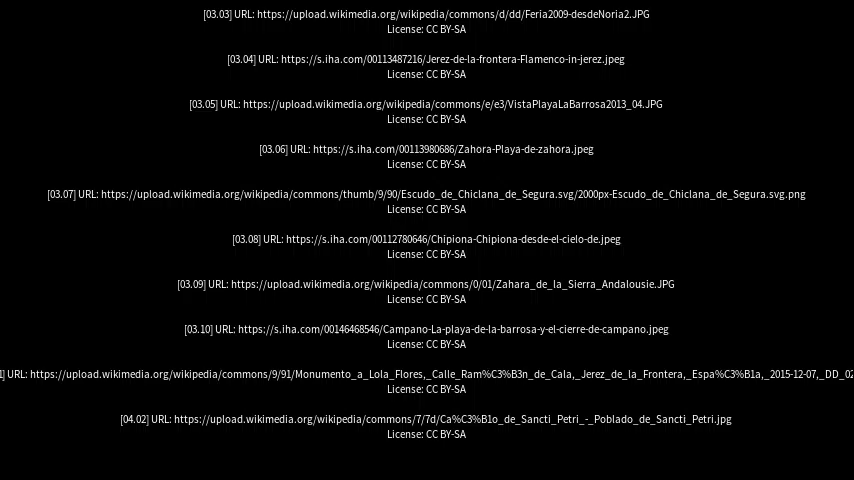 [03.03] URL: https://upload.wikimedia.org/wikipedia/commons/d/dd/Feria2009-desdeNoria2.JPG
License: CC BY-SA
[03.04] URL: https://s.iha.com/00113487216/Jerez-de-la-frontera-Flamenco-in-jerez.jpeg
License: CC BY-SA
[03.05] URL: https://upload.wikimedia.org/wikipedia/commons/e/e3/VistaPlayaLaBarrosa2013_04.JPG
License: CC BY-SA
[03.06] URL: https://s.iha.com/00113980686/Zahora-Playa-de-zahora.jpeg
License: CC BY-SA
[03.07] URL: https://upload.wikimedia.org/wikipedia/commons/thumb/9/90/Escudo_de_Chiclana_de_Segura.svg/2000px-Escudo_de_Chiclana_de_Segura.svg.png
License: CC BY-SA
[03.08] URL: https://s.iha.com/00112780646/Chipiona-Chipiona-desde-el-cielo-de.jpeg
License: CC BY-SA
[03.09] URL: https://upload.wikimedia.org/wikipedia/commons/0/01/Zahara_de_la_Sierra_Andalousie.JPG
License: CC BY-SA
[03.10] URL: https://s.iha.com/00146468546/Campano-La-playa-de-la-barrosa-y-el-cierre-de-campano.jpeg
License: CC BY-SA
1] URL: https://upload.wikimedia.org/wikipedia/commons/9/91/Monumento_a_Lola_Flores,_Calle_Ram%C3%B3n_de_Cala,_Jerez_de_la_Frontera,_Espa%C3%B1a,_2015-12-07,_DD_02
License: CC BY-SA
[04.02] URL: https://upload.wikimedia.org/wikipedia/commons/7/7d/Ca%C3%B1o_de_Sancti_Petri_-_Poblado_de_Sancti_Petri.jpg
License: CC BY-SA